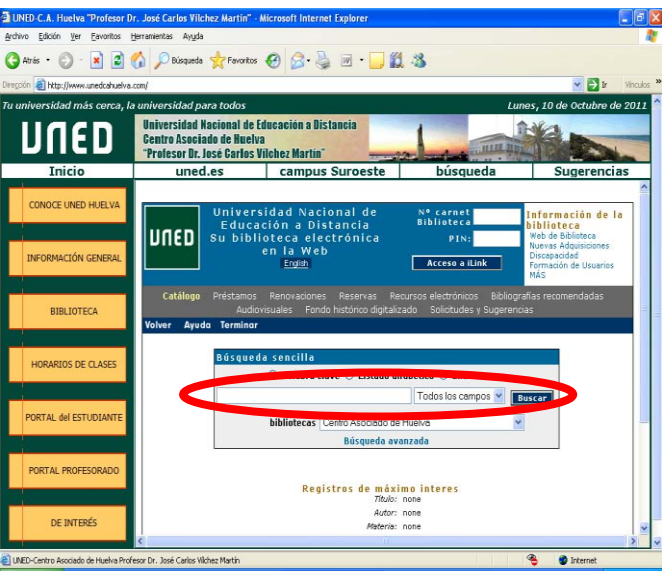 UNED-C.A. Huelva "Profesor Dr. José Carlos Vílchez Martín" - Microsoft Internet Explorer
Archivo Edición Ver Favoritos Herramientas Ayuda
Atrás Búsqueda Favoritos
Dirección http://www.unedcahuelva.com/ Ir Vínculos
Tu universidad más cerca, la universidad para todos Lunes, 10 de Octubre de 2011
UNED
Universidad Nacional de Educación a Distancia
Centro Asociado de Huelva
"Profesor Dr. José Carlos Vílchez Martín"
Inicio uned.es campus Suroeste búsqueda Sugerencias
CONOCE UNED HUELVA
INFORMACIÓN GENERAL
BIBLIOTECA
HORARIOS DE CLASES
PORTAL del ESTUDIANTE
PORTAL PROFESORADO
DE INTERÉS
UNED
Universidad Nacional de
Educación a Distancia
Su biblioteca electrónica
en la Web
English
Nº carnet
Biblioteca
PIN:
Acceso a iLink
Información de la
biblioteca
Web de Biblioteca
Nuevas Adquisiciones
Discapacidad
Formación de Usuarios
MÁS
Catálogo Préstamos Renovaciones Reservas Recursos electrónicos Bibliografías recomendadas
Audiovisuales Fondo histórico digitalizado Solicitudes y Sugerencias
Volver Ayuda Terminar
Búsqueda sencilla
Todos los campos Buscar
bibliotecas Centro Asociado de Huelva
Búsqueda avanzada
Registros de máximo interes
Título: none
Autor: none
Materia: none
UNED-Centro Asociado de Huelva Profesor Dr. José Carlos Vílchez Martín Internet